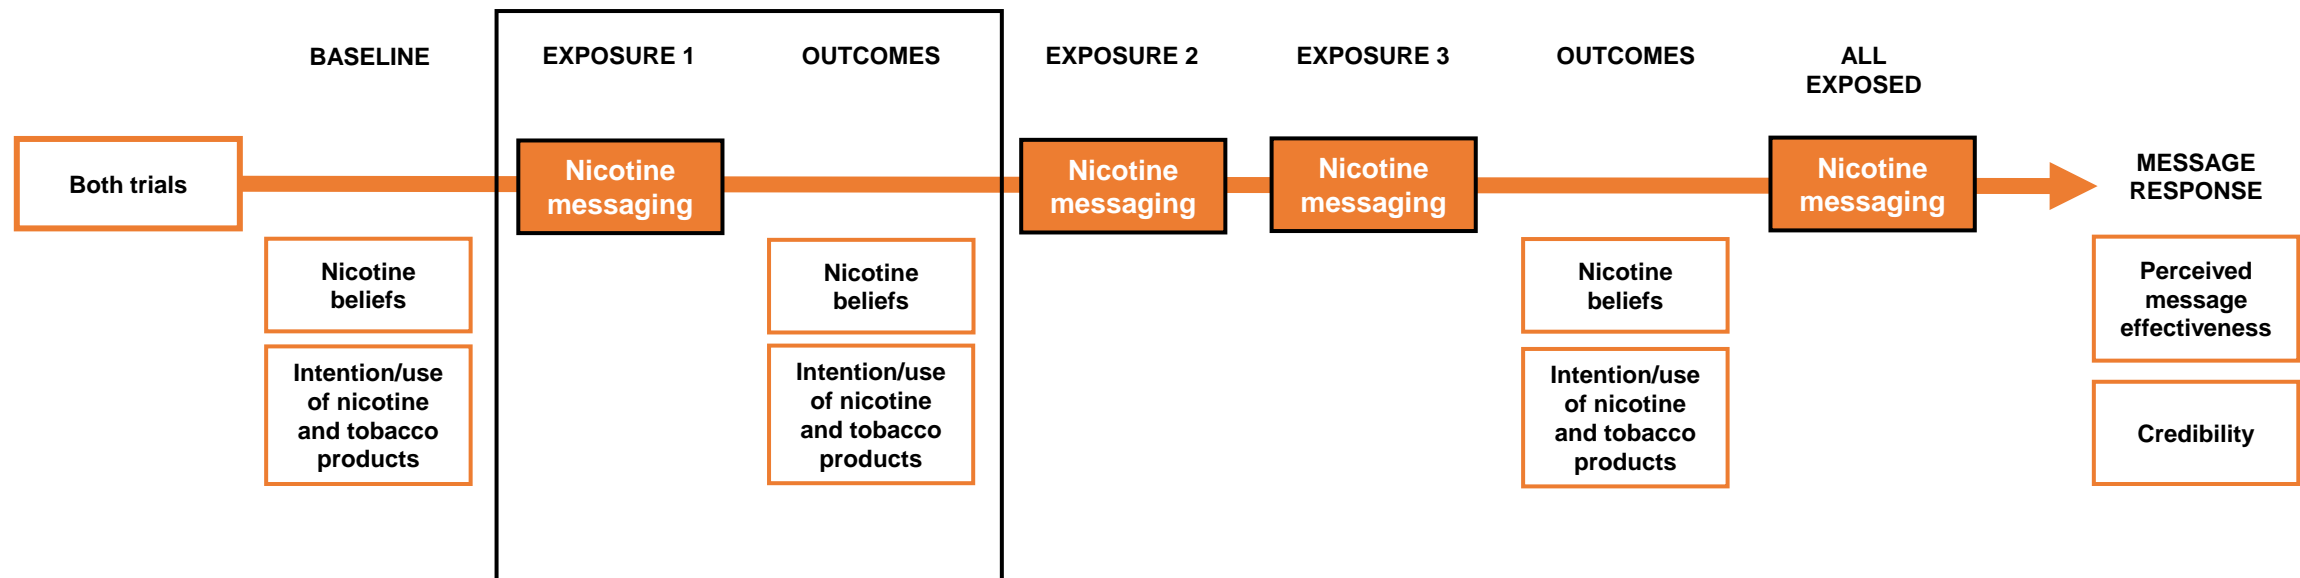 BASELINE
EXPOSURE 1
OUTCOMES
EXPOSURE 2
EXPOSURE 3
OUTCOMES
ALL
EXPOSED
Both trials
Nicotine
messaging
Nicotine
messaging
Nicotine
messaging
Nicotine
messaging
MESSAGE
RESPONSE
Nicotine
beliefs
Nicotine
beliefs
Nicotine
beliefs
Perceived
message
effectiveness
Intention/use
of nicotine
and tobacco
products
Intention/use
of nicotine
and tobacco
products
Intention/use
of nicotine
and tobacco
products
Credibility